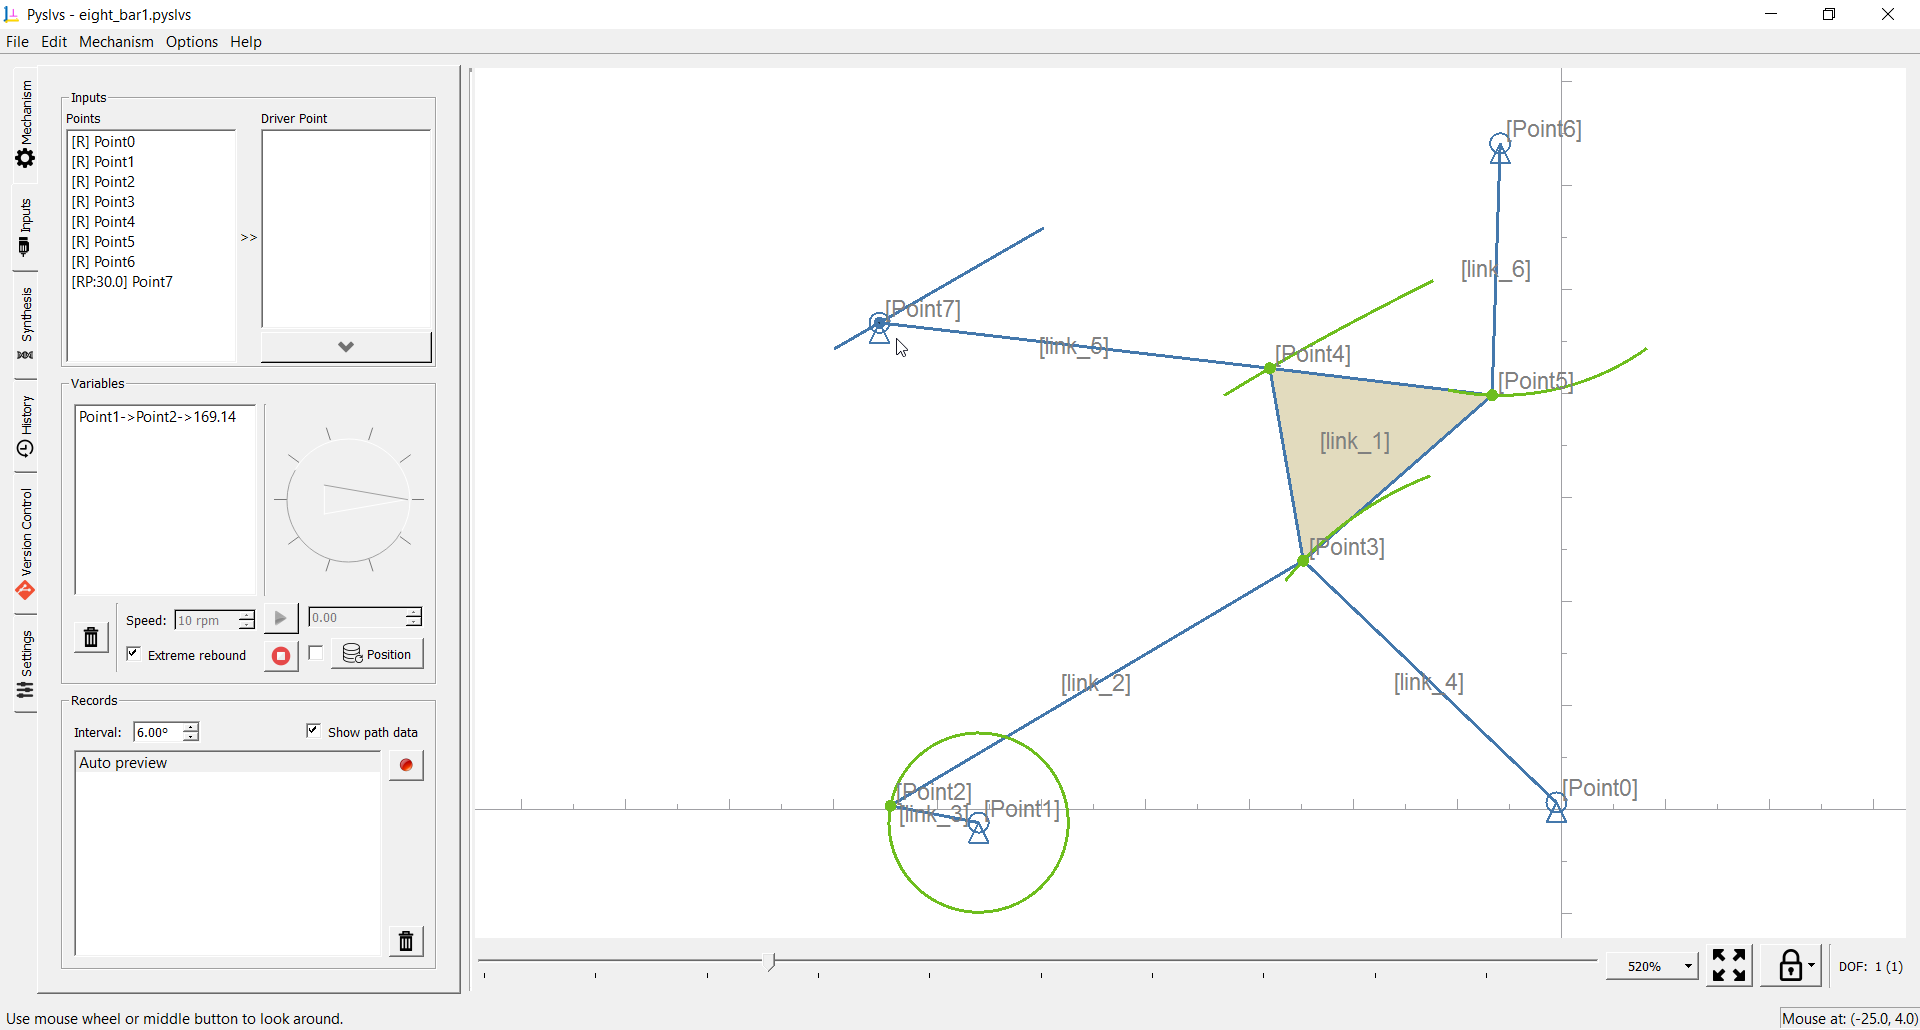 Pyslvs - eight_bar1.pyslvs
File Edit Mechanism Options Help
Mechanism
Inputs
Synthesis
History
Version Control
Settings
Inputs
Points
Driver Point
[R] Point0
[R] Point1
[R] Point2
[R] Point3
[R] Point4
[R] Point5
[R] Point6
[RP:30.0] Point7
>>
Variables
Point1->Point2->169.14
Speed: 10 rpm
0.00
Extreme rebound
Position
Records
Interval: 6.00°
Show path data
Auto preview
[Point6]
[link_6]
[Point7]
[link_5]
[Point4]
[Point5]
[link_1]
[Point3]
[link_2]
[link_4]
[Point2]
[link_3]
[Point1]
[Point0]
520%
DOF: 1 (1)
Use mouse wheel or middle button to look around.
Mouse at: (-25.0, 4.0)